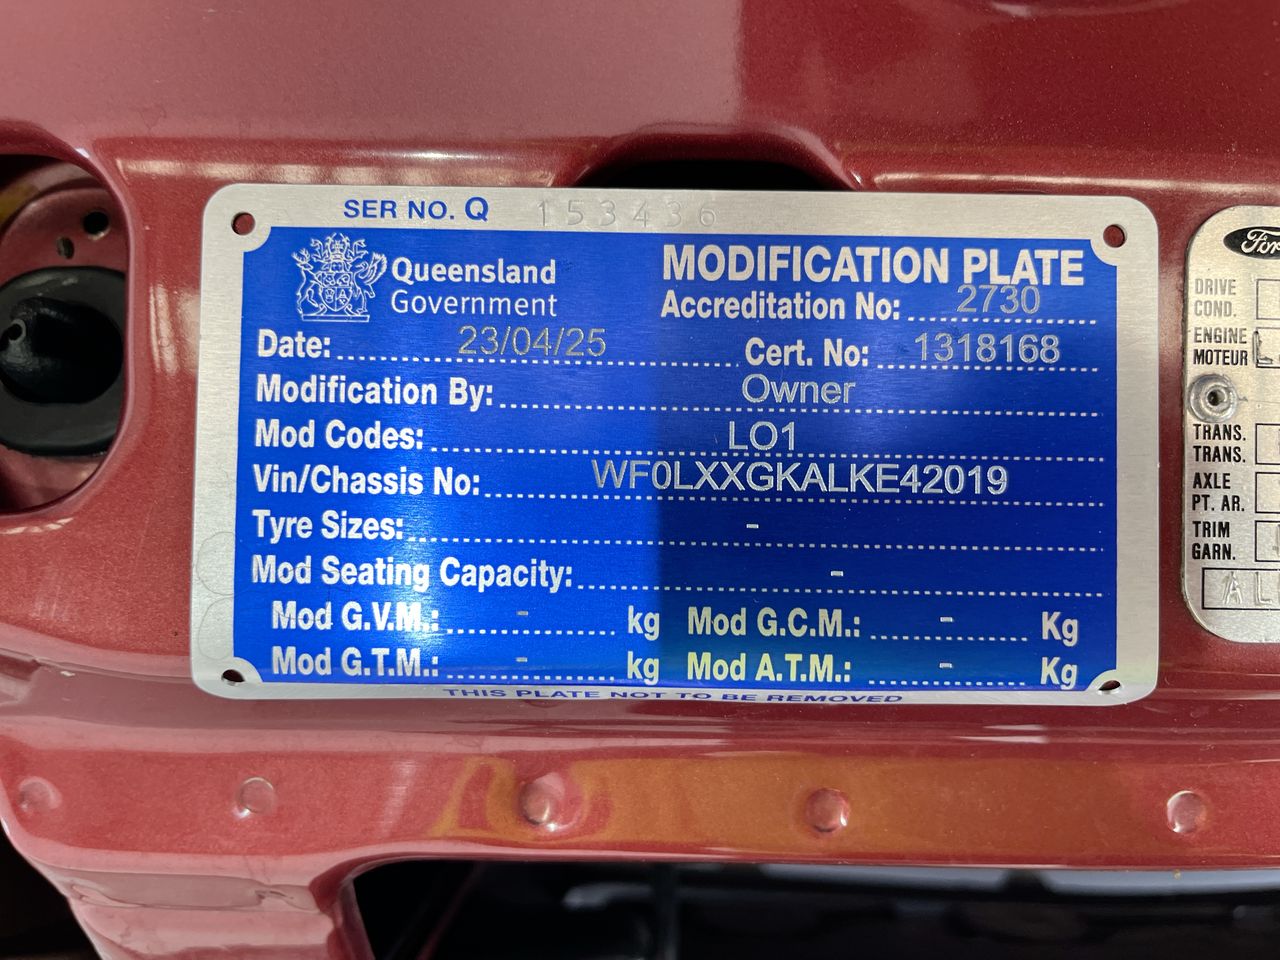 SER NO. Q 153436
Queensland
Government
MODIFICATION PLATE
Accreditation No: 2730
Date: 23/04/25 Cert. No: 1318168
Modification By: Owner
Mod Codes: LO1
Vin/Chassis No: WF0LXXGKALKE42019
Tyre Sizes: -
Mod Seating Capacity: -
Mod G.V.M.: - kg Mod G.C.M.: - Kg
Mod G.T.M.: - kg Mod A.T.M.: - Kg
THIS PLATE NOT TO BE REMOVED
DRIVE
COND.
ENGINE
MOTEUR
TRANS.
TRANS.
AXLE
PT. AR.
TRIM
GARN.